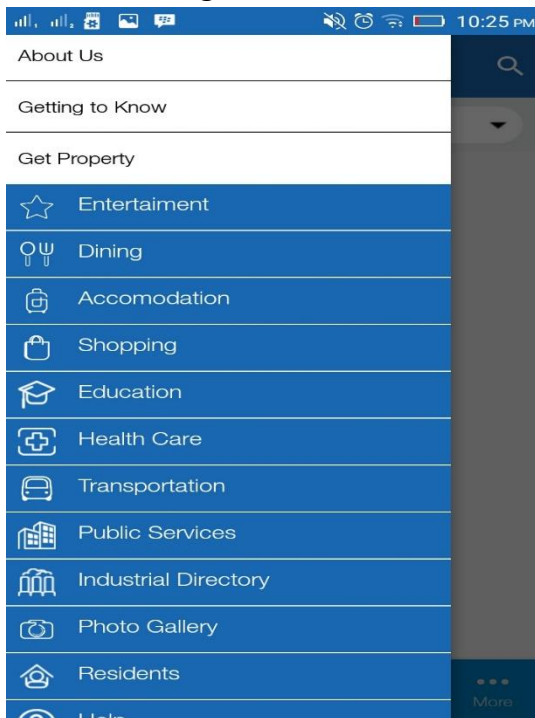 10:25 PM
About Us
Getting to Know
Get Property
Entertaiment
Dining
Accomodation
Shopping
Education
Health Care
Transportation
Public Services
Industrial Directory
Photo Gallery
Residents
Help
More